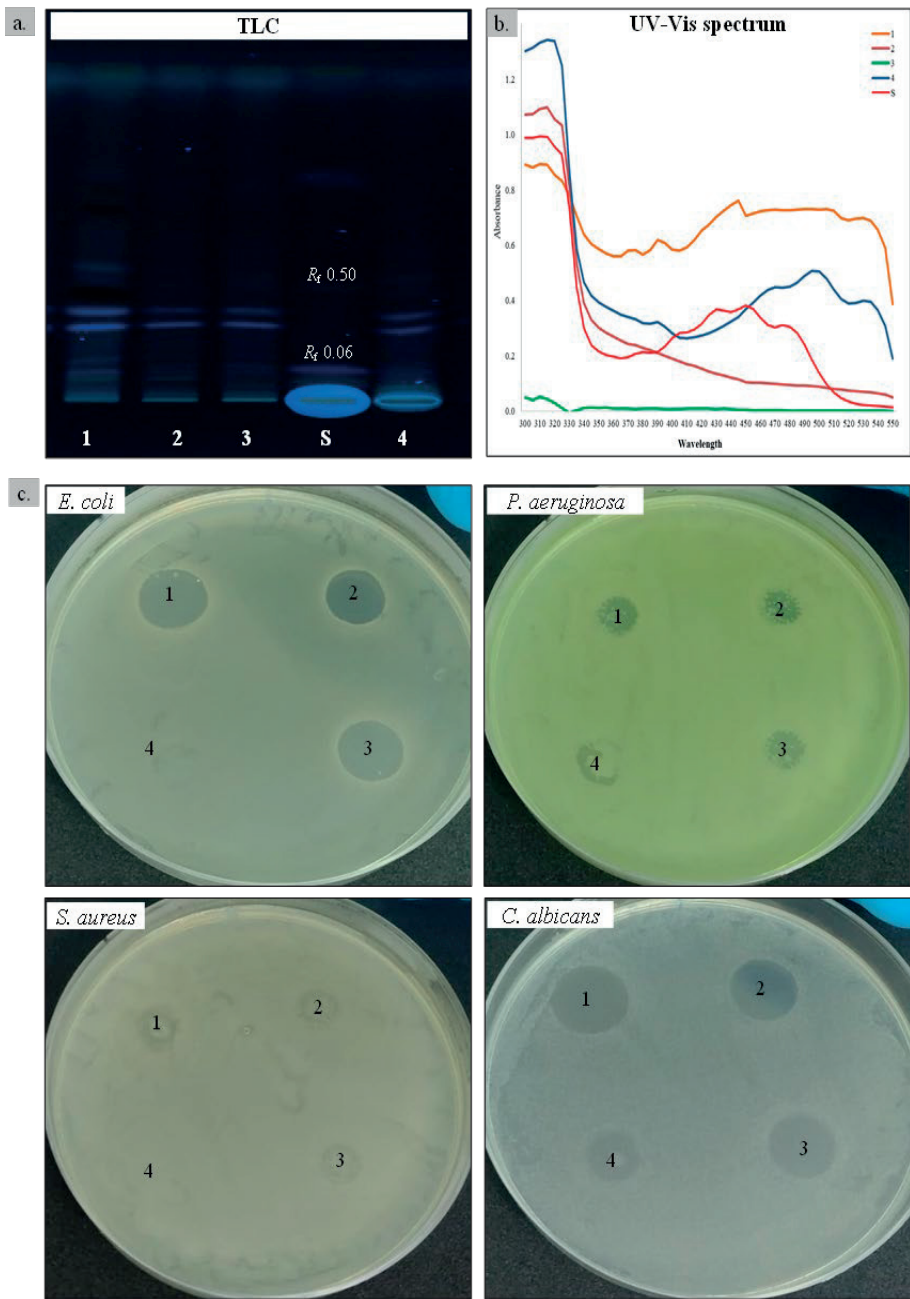 a.
TLC
R_f 0.50
R_f 0.06
1 2 3 S 4
b.
UV-Vis spectrum
1
2
3
4
S
Absorbance
1.2
1.0
0.8
0.6
0.4
0.2
0.0
300 310 320 330 340 350 360 370 380 390 400 410 420 430 440 450 460 470 480 490 500 510 520 530 540 550
Wavelength
c.
E. coli
1 2
4 3
P. aeruginosa
1 2
4 3
S. aureus
1 2
4 3
C. albicans
1 2
4 3